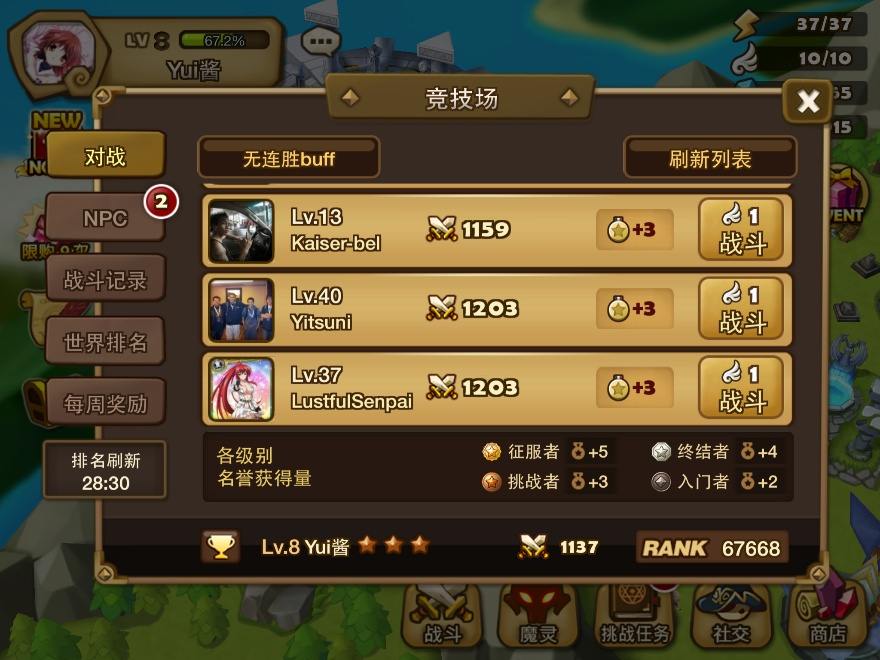 LV 8 67.2%
Yui酱
37/37
10/10
65
15
NEW
竞技场
X
对战
NPC 2
战斗记录
世界排名
每周奖励
排名刷新
28:30
无连胜buff
刷新列表
Lv.13
Kaiser-bel
1159
+3
1
战斗
Lv.40
Yitsuni
1203
+3
1
战斗
Lv.37
LustfulSenpai
1203
+3
1
战斗
各级别
名誉获得量
征服者 +5
终结者 +4
挑战者 +3
入门者 +2
Lv.8 Yui酱
1137
RANK 67668
战斗
魔灵
挑战任务
社交
商店